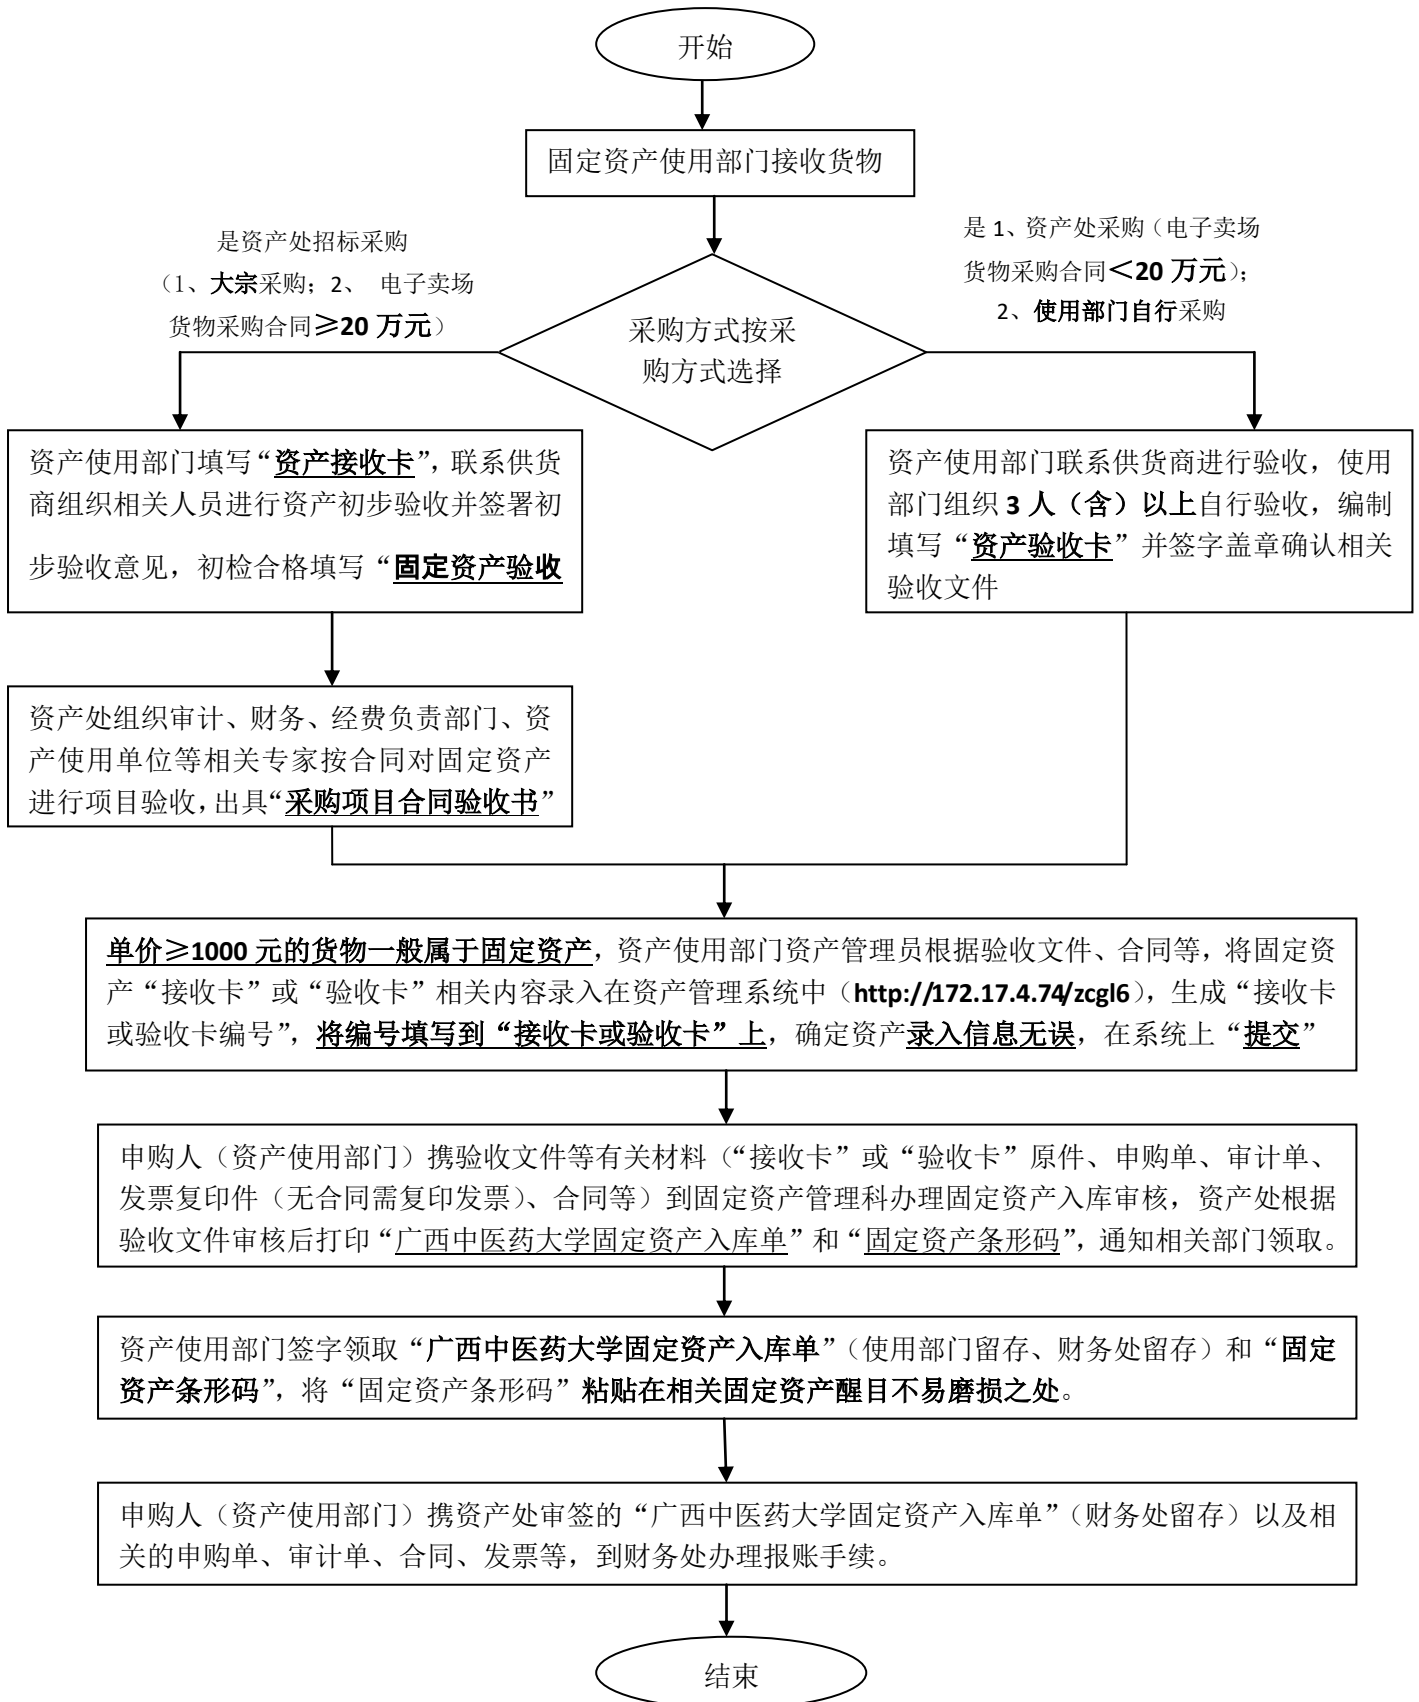 开始
固定资产使用部门接收货物
是资产处招标采购
（1、大宗采购；2、 电子卖场
货物采购合同≥20 万元）
是 1、资产处采购（电子卖场
货物采购合同＜20 万元）；
2、使用部门自行采购
采购方式按采
购方式选择
资产使用部门填写“资产接收卡”，联系供货
商组织相关人员进行资产初步验收并签署初
步验收意见，初检合格填写“固定资产验收
资产使用部门联系供货商进行验收，使用
部门组织 3 人（含）以上自行验收，编制
填写“资产验收卡”并签字盖章确认相关
验收文件
资产处组织审计、财务、经费负责部门、资
产使用单位等相关专家按合同对固定资产
进行项目验收，出具“采购项目合同验收书”
单价≥1000 元的货物一般属于固定资产，资产使用部门资产管理员根据验收文件、合同等，将固定资
产“接收卡”或“验收卡”相关内容录入在资产管理系统中（http://172.17.4.74/zcgl6），生成“接收卡
或验收卡编号”，将编号填写到“接收卡或验收卡”上，确定资产录入信息无误，在系统上“提交”
申购人（资产使用部门）携验收文件等有关材料（“接收卡”或“验收卡”原件、申购单、审计单、
发票复印件（无合同需复印发票）、合同等）到固定资产管理科办理固定资产入库审核，资产处根据
验收文件审核后打印“广西中医药大学固定资产入库单”和“固定资产条形码”，通知相关部门领取。
资产使用部门签字领取“广西中医药大学固定资产入库单”（使用部门留存、财务处留存）和“固定
资产条形码”，将“固定资产条形码”粘贴在相关固定资产醒目不易磨损之处。
申购人（资产使用部门）携资产处审签的“广西中医药大学固定资产入库单”（财务处留存）以及相
关的申购单、审计单、合同、发票等，到财务处办理报账手续。
结束